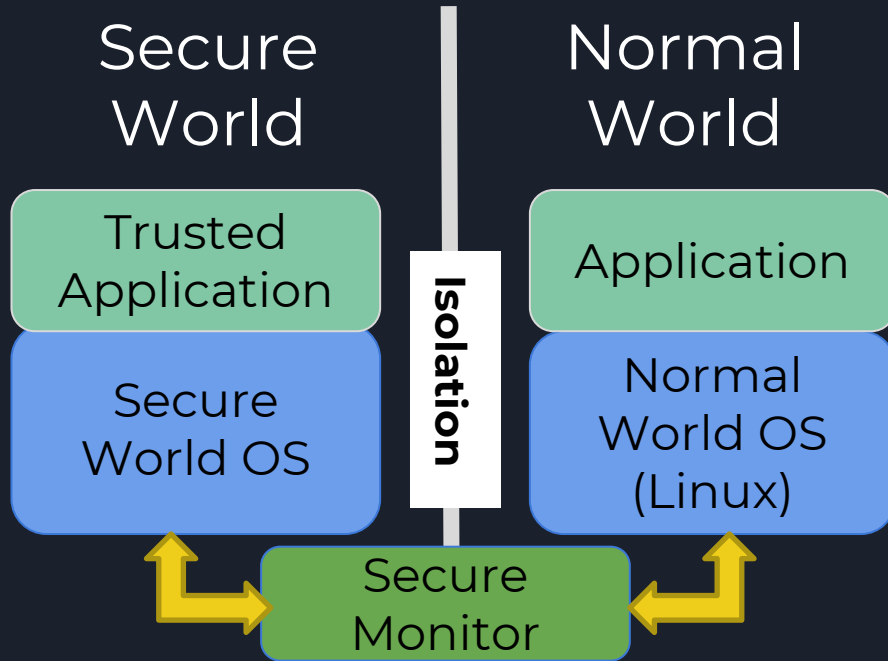 Secure
World
Normal
World
Trusted
Application
Application
Isolation
Secure
World OS
Normal
World OS
(Linux)
Secure
Monitor